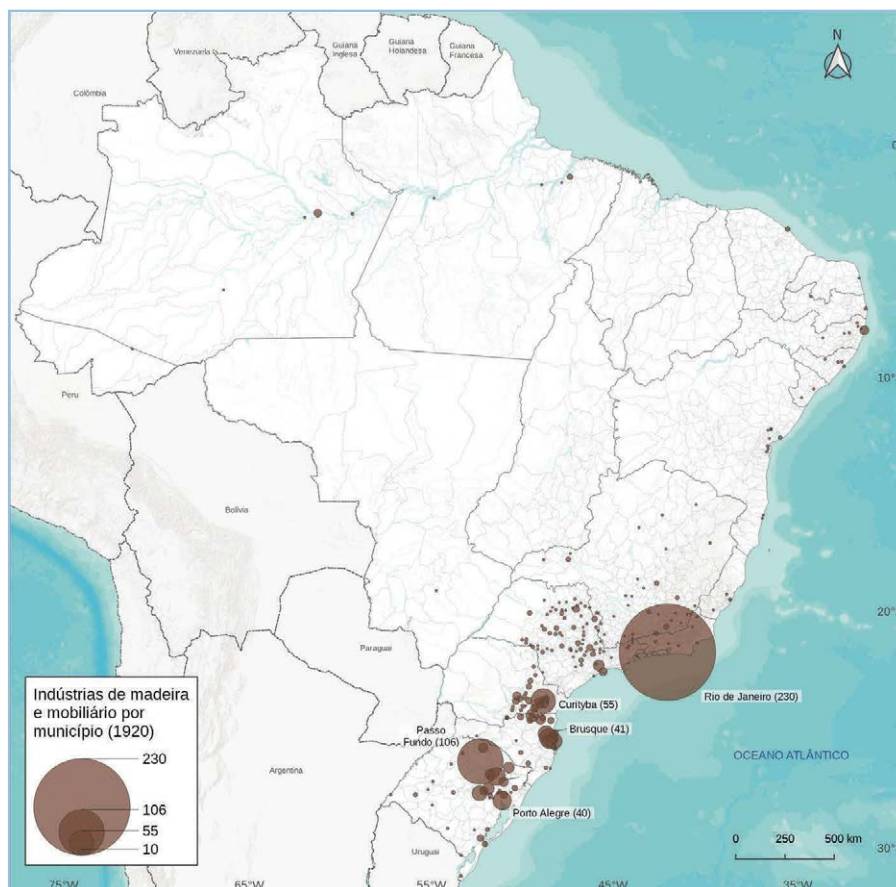 Venezuela
Guiana
Inglesa
Guiana
Holandesa
Guiana
Francesa
N
Colômbia
0
10°
Peru
Bolívia
20°
Paraguai
Rio de Janeiro (230)
Curityba (55)
Brusque (41)
Passo
Fundo (106)
OCEANO ATLÂNTICO
Argentina
Porto Alegre (40)
Uruguai
Indústrias de madeira
e mobiliário por
município (1920)
230
106
55
10
0 250 500 km
30°
75°W 65°W 55°W 45°W 35°W